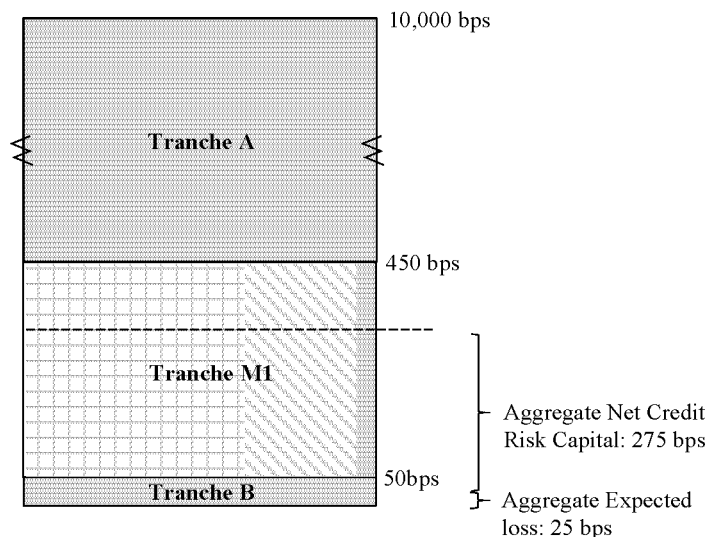 10,000 bps
Tranche A
450 bps
Tranche M1
Aggregate Net Credit
Risk Capital: 275 bps
50bps
Tranche B
Aggregate Expected
loss: 25 bps